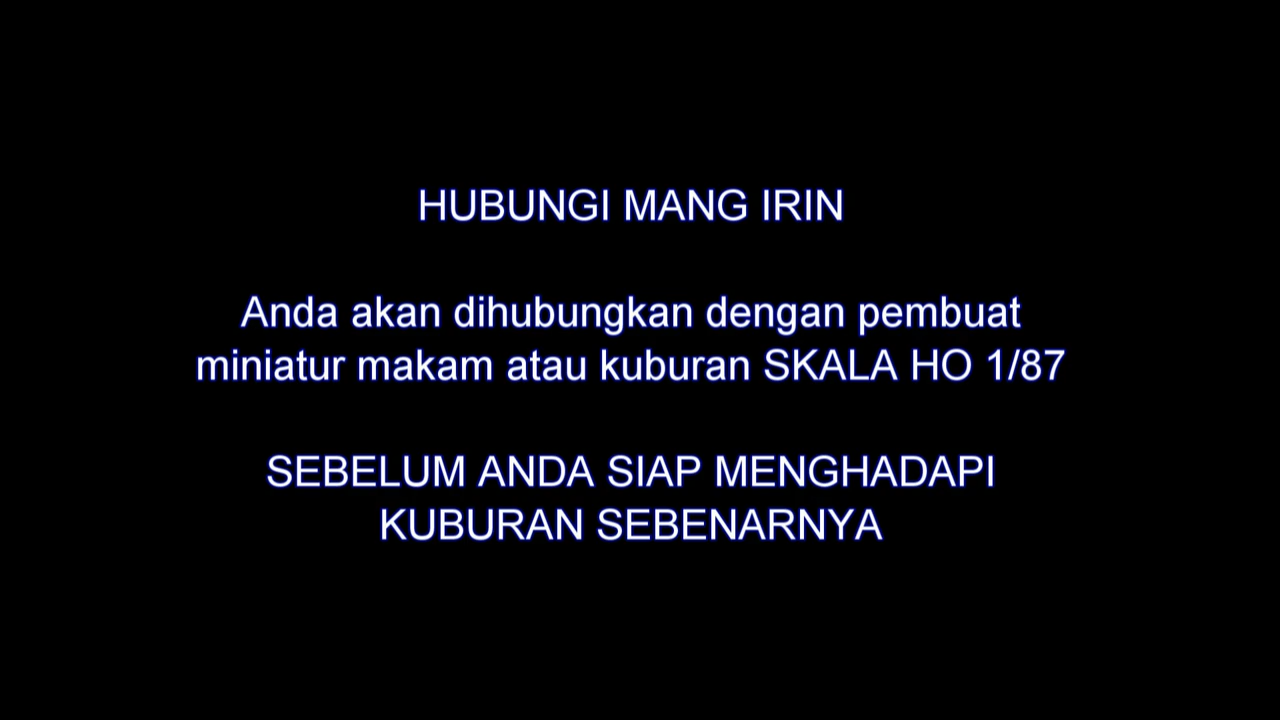 HUBUNGI MANG IRIN
Anda akan dihubungkan dengan pembuat
miniatur makam atau kuburan SKALA HO 1/87
SEBELUM ANDA SIAP MENGHADAPI
KUBURAN SEBENARNYA